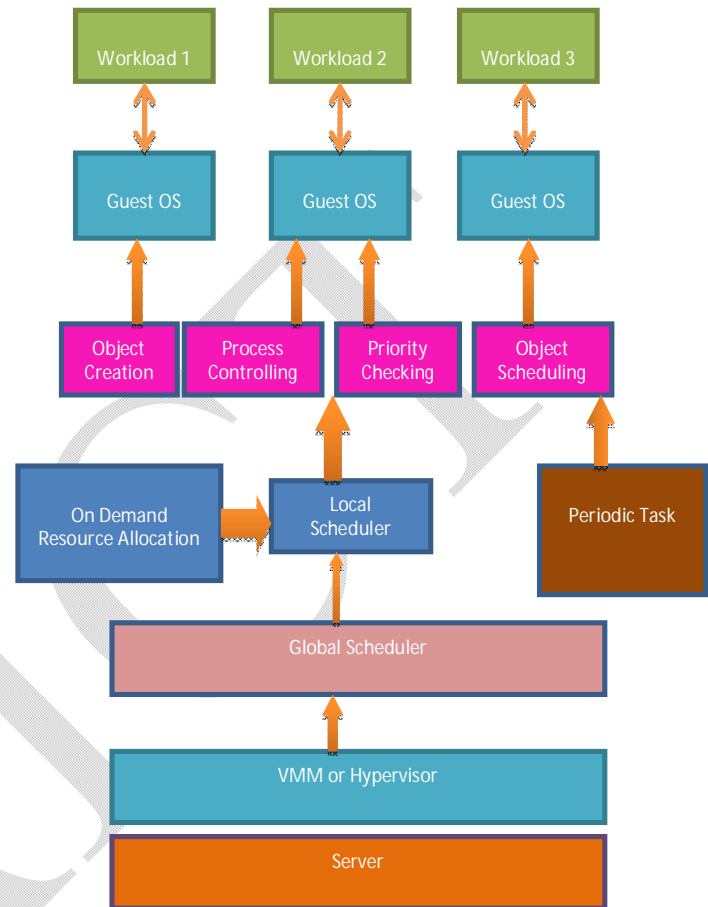 Workload 1
Workload 2
Workload 3
Guest OS
Guest OS
Guest OS
Object
Creation
Process
Controlling
Priority
Checking
Object
Scheduling
On Demand
Resource Allocation
Local
Scheduler
Periodic Task
Global Scheduler
VMM or Hypervisor
Server